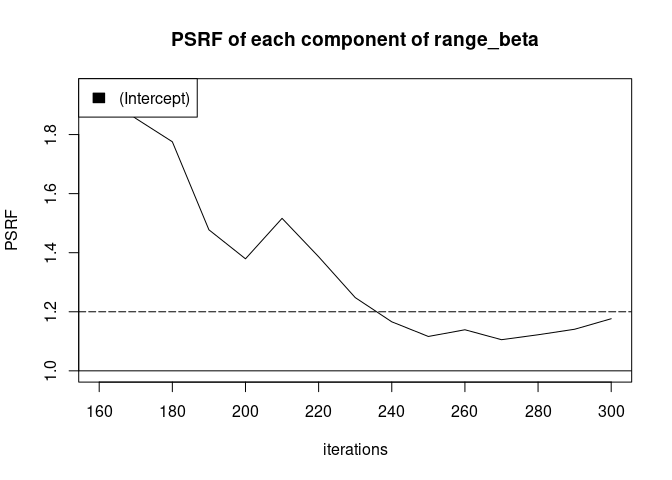 PSRF of each component of range_beta
(Intercept)
PSRF
1.8
1.6
1.4
1.2
1.0
160 180 200 220 240 260 280 300
iterations